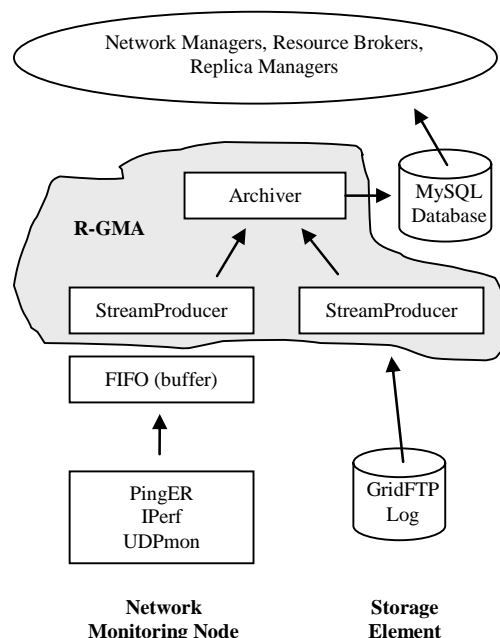 Network Managers, Resource Brokers,
Replica Managers
Archiver
MySQL
Database
R-GMA
StreamProducer
StreamProducer
FIFO (buffer)
PingER
IPerf
UDPmon
GridFTP
Log
Network
Monitoring Node
Storage
Element